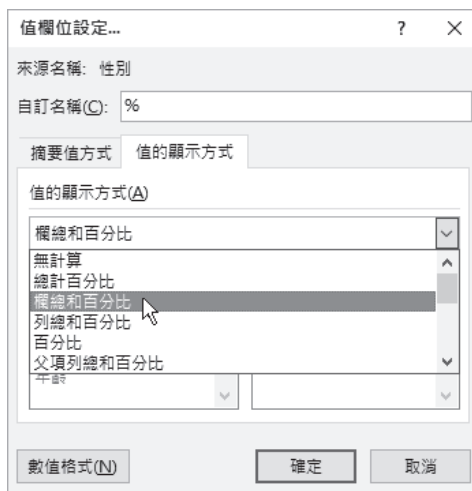 值欄位設定... ?
來源名稱: 性別
自訂名稱(C): %
摘要值方式 值的顯示方式
值的顯示方式(A)
欄總和百分比
無計算
總計百分比
欄總和百分比
列總和百分比
百分比
父項列總和百分比
年齡
數值格式(N) 確定 取消